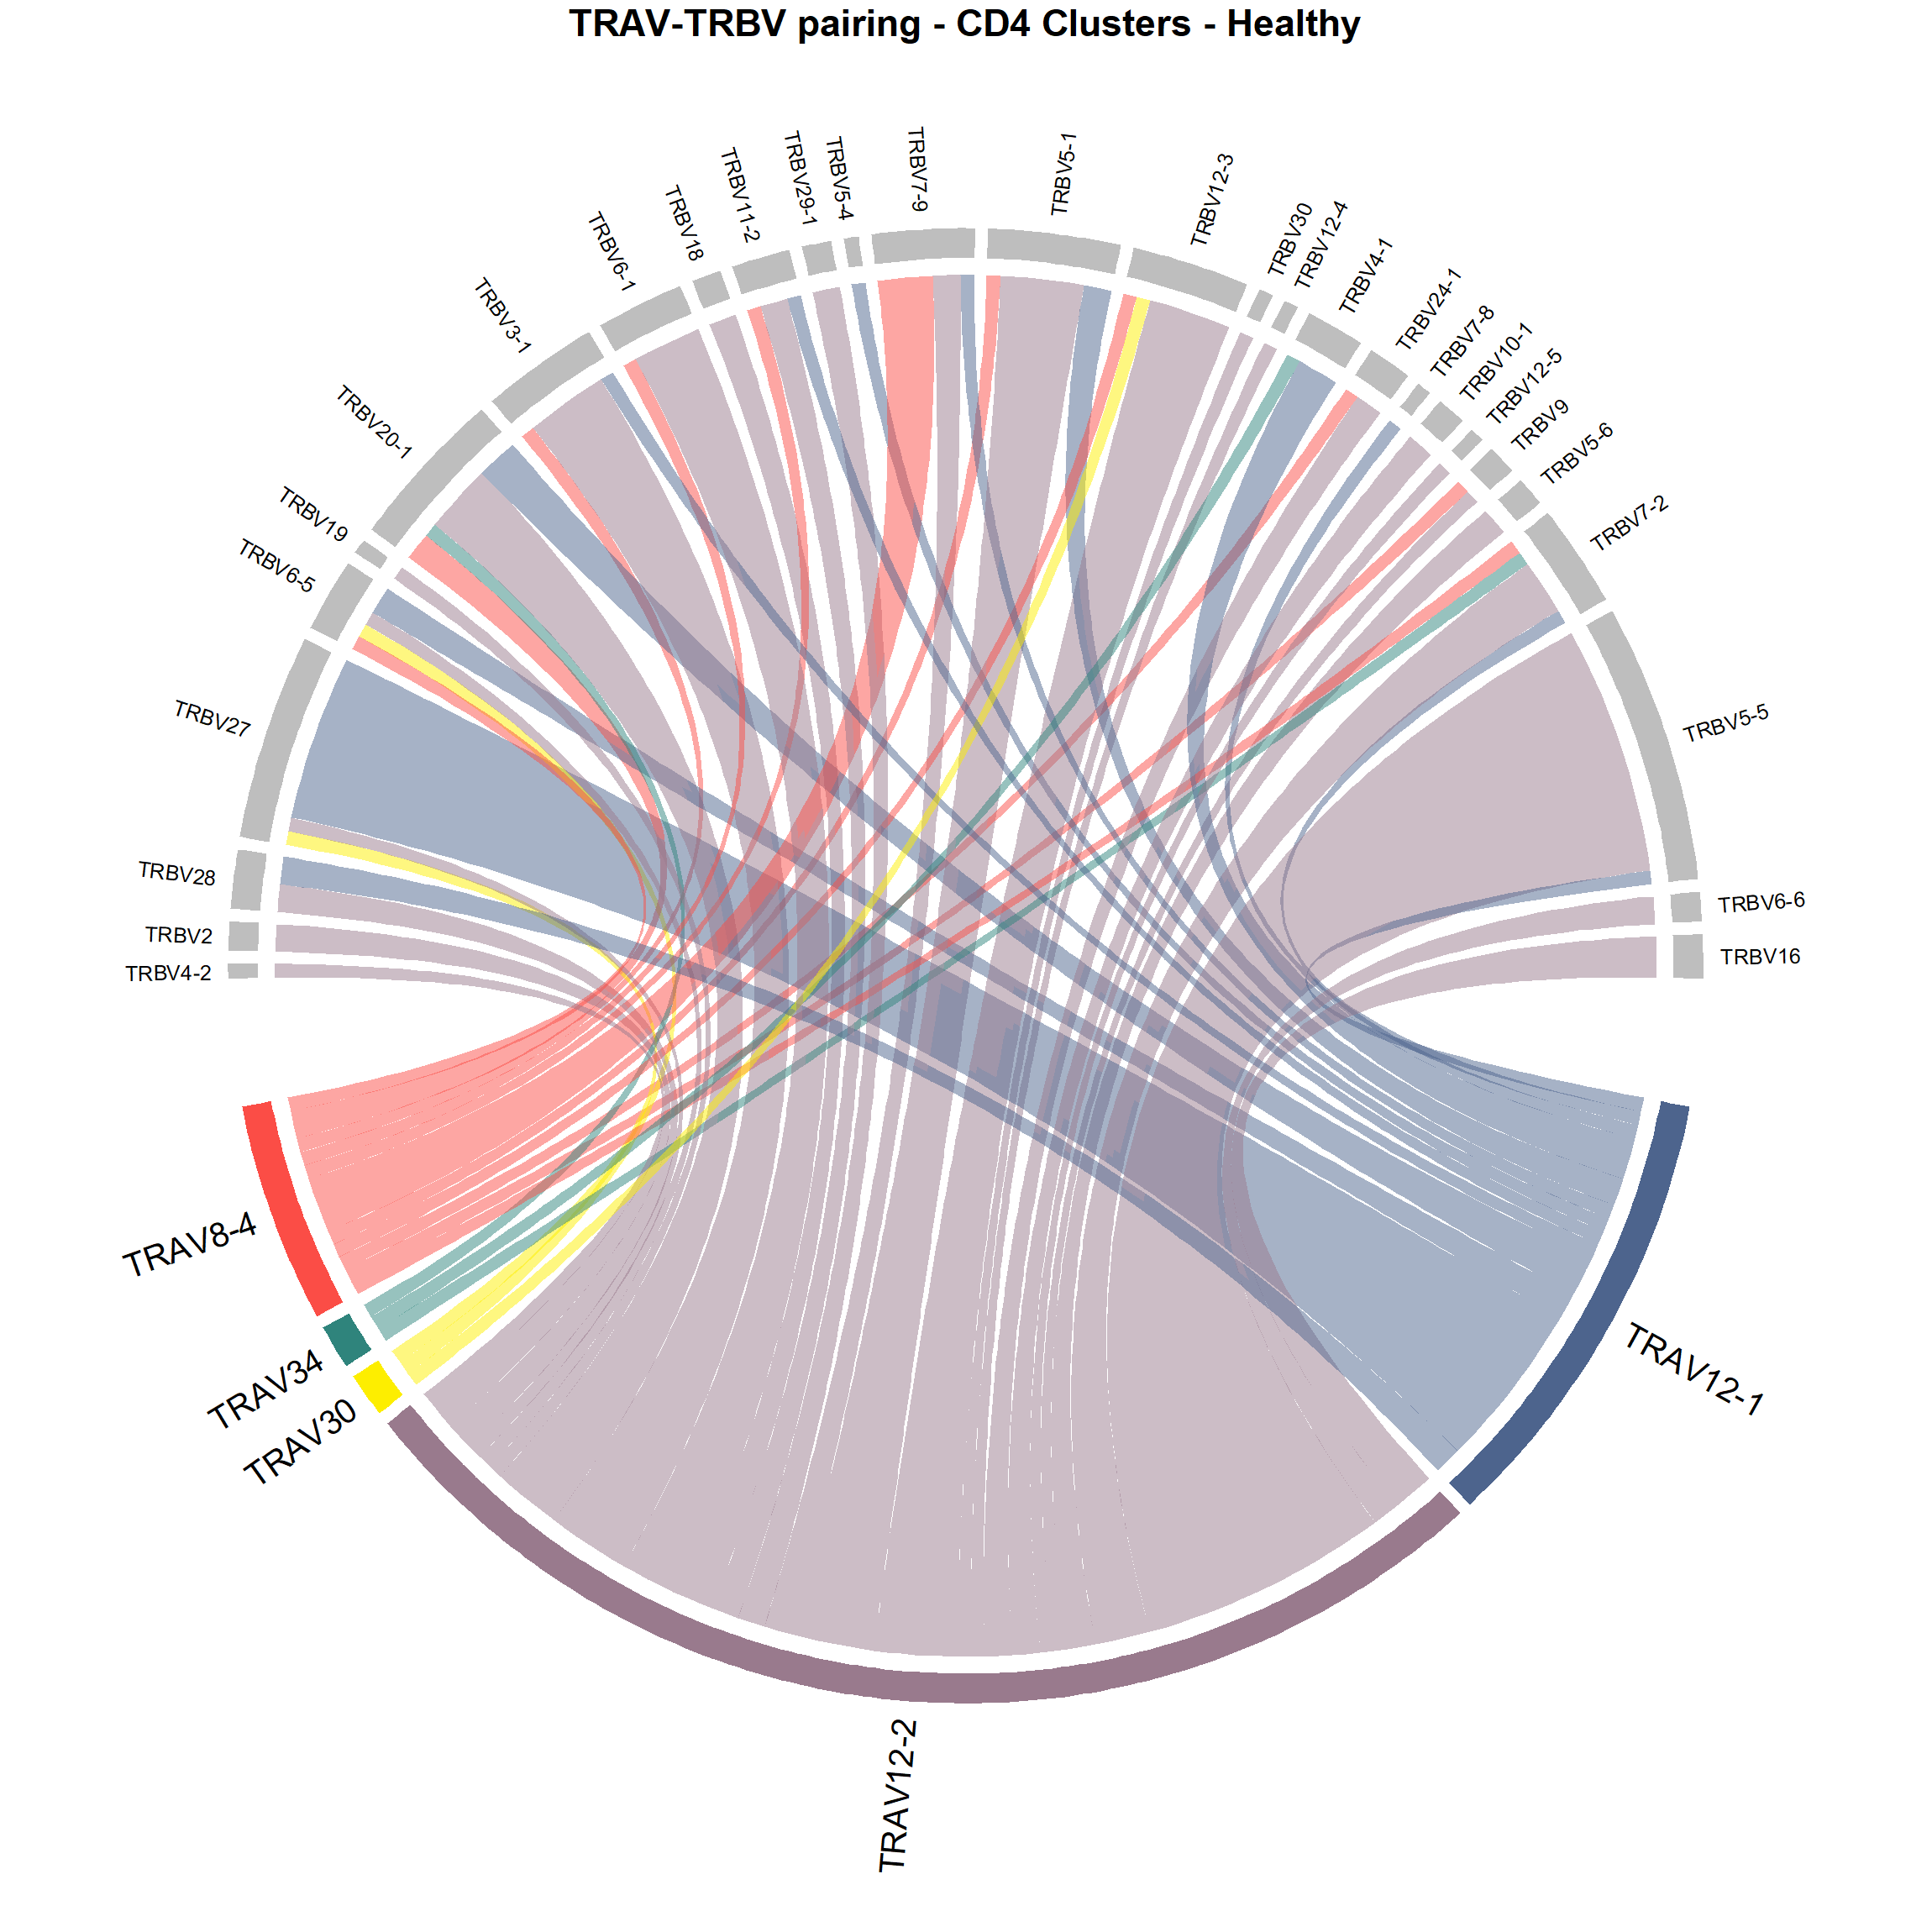 TRAV-TRBV pairing - CD4 Clusters - Healthy
TRBV4-2
TRBV2
TRBV28
TRBV27
TRBV6-5
TRBV19
TRBV20-1
TRBV3-1
TRBV6-1
TRBV18
TRBV11-2
TRBV29-1
TRBV5-4
TRBV7-9
TRBV5-1
TRBV12-3
TRBV30
TRBV12-4
TRBV4-1
TRBV24-1
TRBV7-8
TRBV10-1
TRBV12-5
TRBV9
TRBV5-6
TRBV7-2
TRBV5-5
TRBV6-6
TRBV16
TRAV12-1
TRAV12-2
TRAV30
TRAV34
TRAV8-4